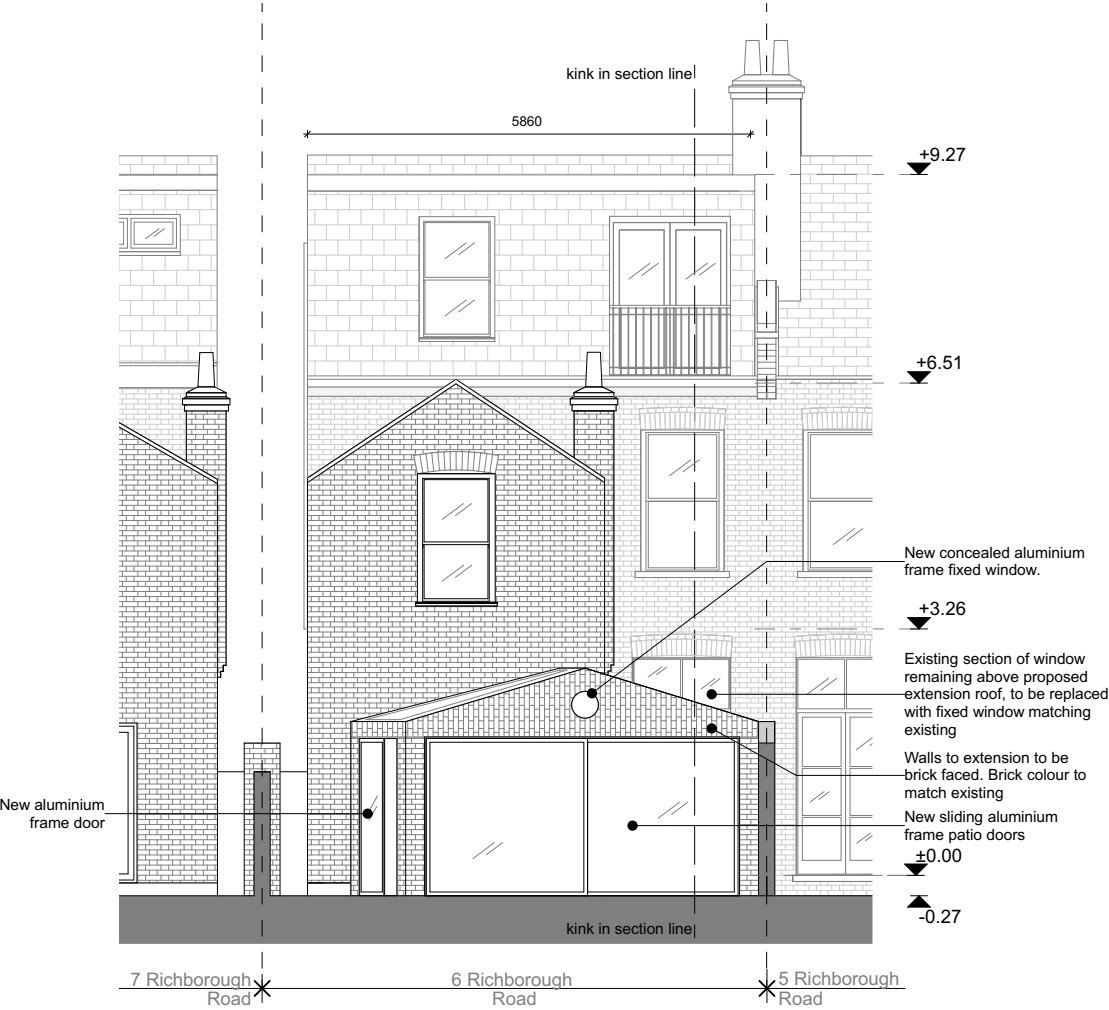 kink in section line
5860
+9.27
+6.51
New concealed aluminium
frame fixed window.
+3.26
Existing section of window
remaining above proposed
extension roof, to be replaced
with fixed window matching
existing
Walls to extension to be
brick faced. Brick colour to
match existing
New aluminium
frame door
New sliding aluminium
frame patio doors
±0.00
-0.27
kink in section line
7 Richborough
Road
6 Richborough
Road
5 Richborough
Road